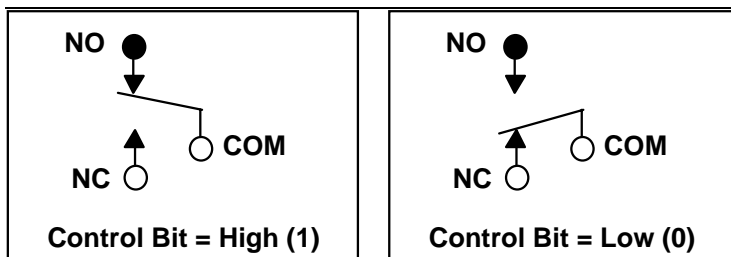 NO
COM
NC
Control Bit = High (1)
NO
COM
NC
Control Bit = Low (0)